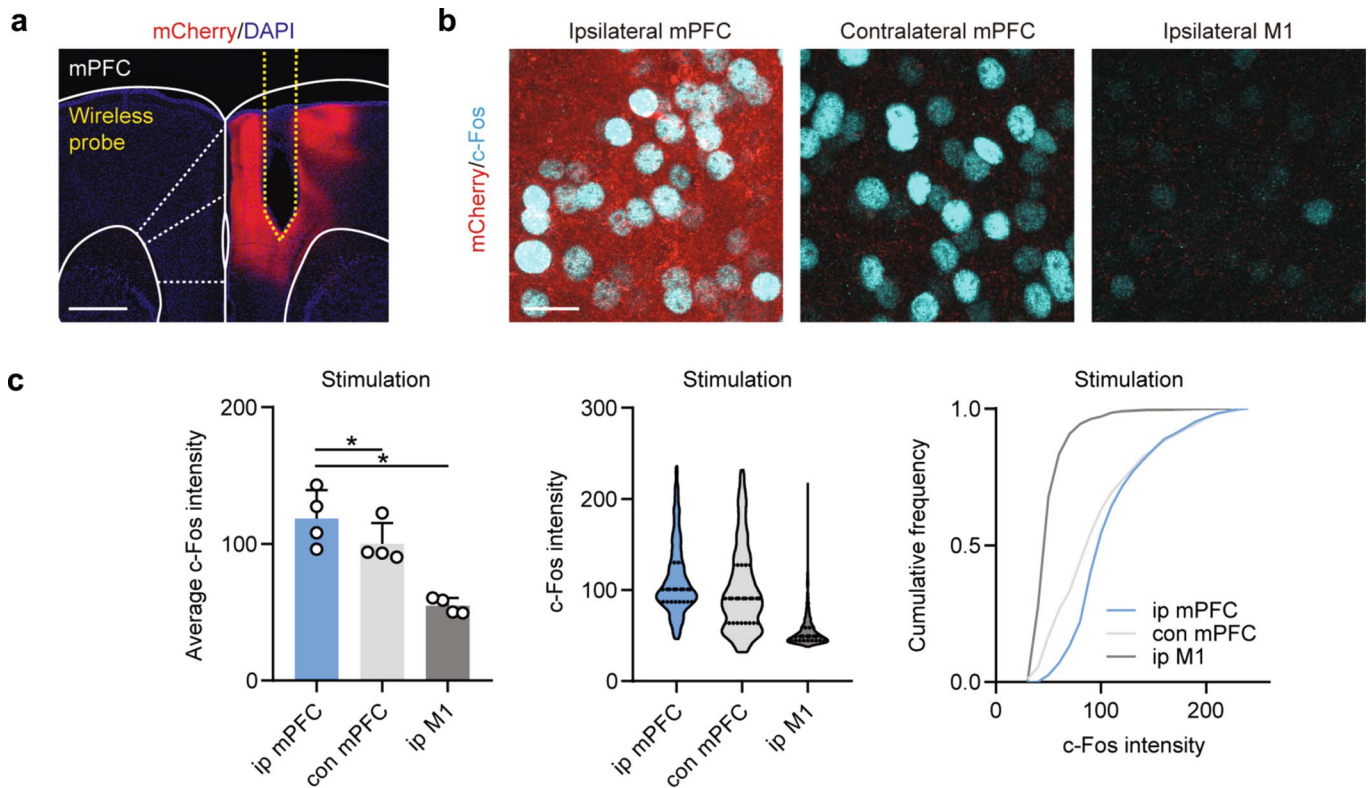 a
mCherry/DAPI
mPFC
Wireless
probe
b
Ipsilateral mPFC
Contralateral mPFC
Ipsilateral M1
mCherry/c-Fos
c
Stimulation
Average c-Fos intensity
200
100
0
*
*
ip mPFC
con mPFC
ip M1
Stimulation
c-Fos intensity
300
200
100
0
ip mPFC
con mPFC
ip M1
Stimulation
Cumulative frequency
1.0
0.5
0.0
ip mPFC
con mPFC
ip M1
0
100
200
c-Fos intensity